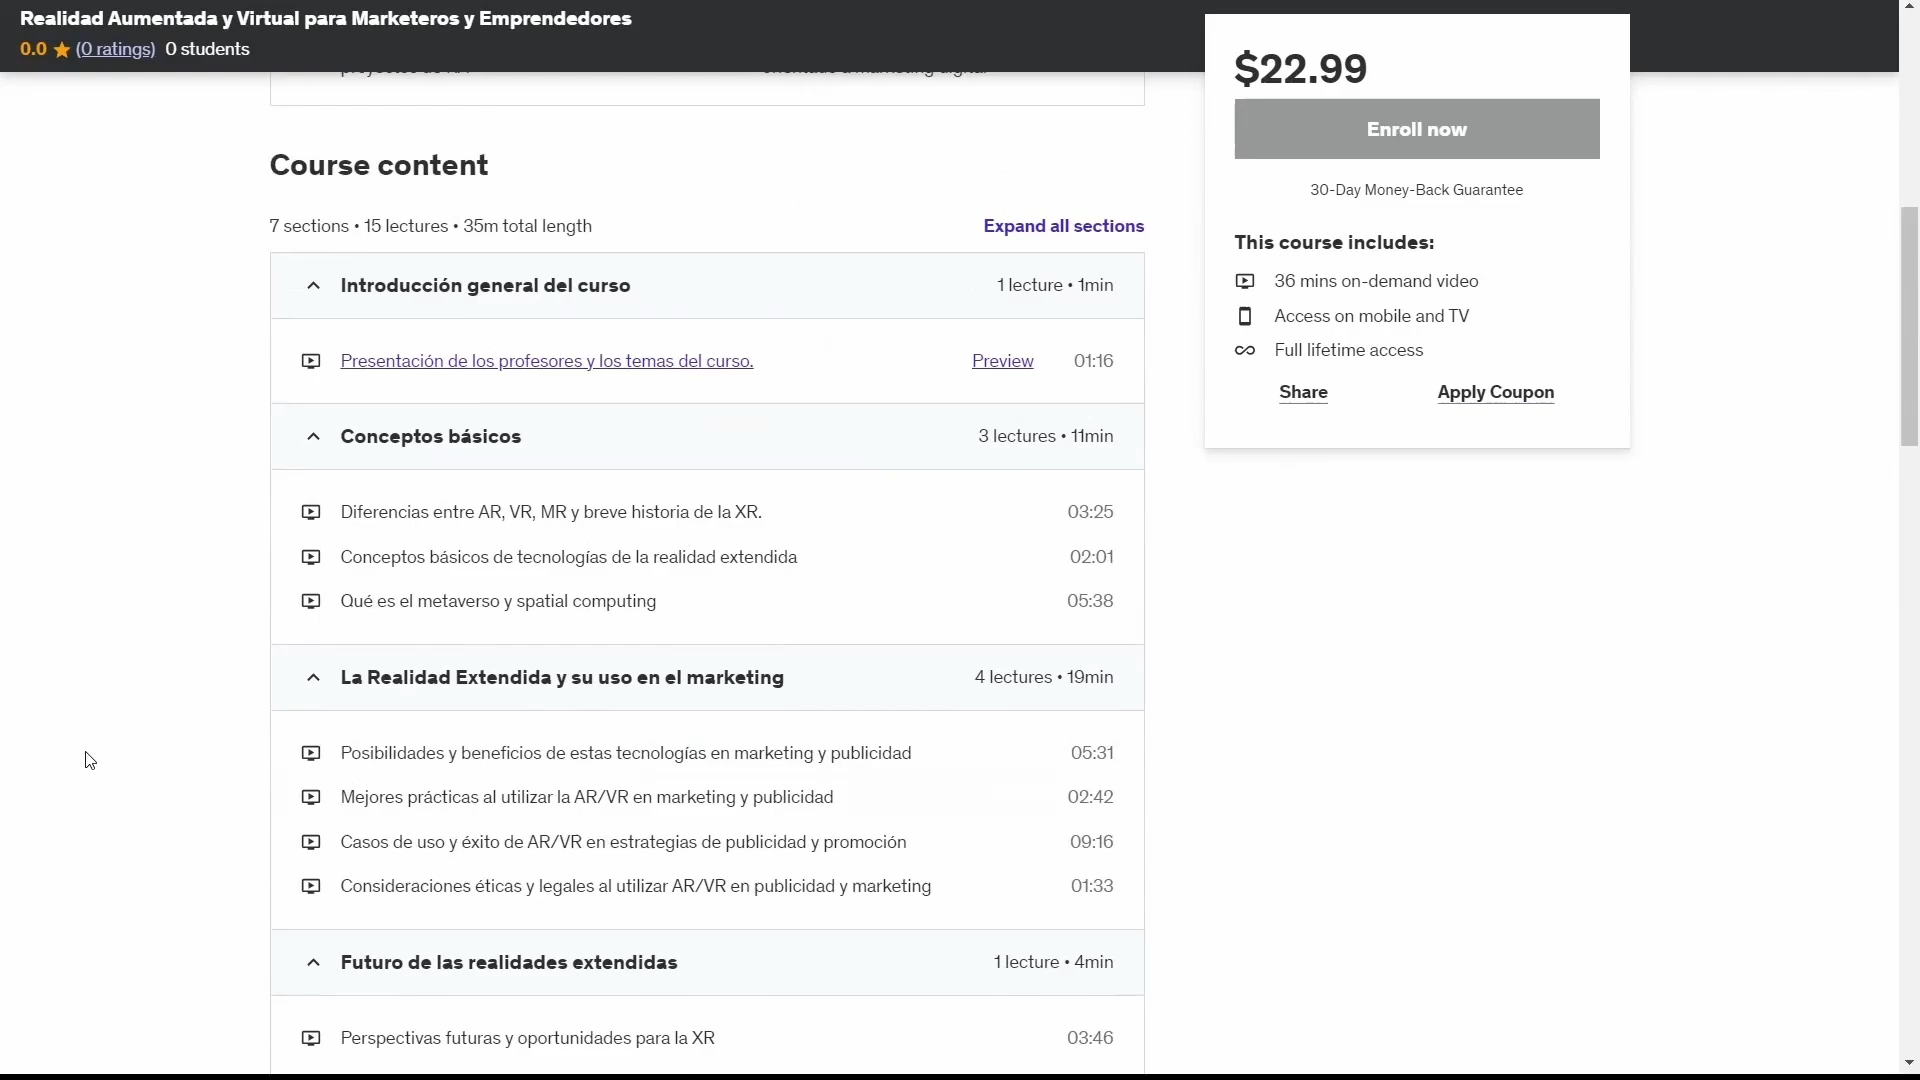 Realidad Aumentada y Virtual para Marketeros y Emprendedores
0.0 (0 ratings) 0 students
$22.99
Enroll now
30-Day Money-Back Guarantee
This course includes:
36 mins on-demand video
Access on mobile and TV
Full lifetime access
Share Apply Coupon
Course content
7 sections • 15 lectures • 35m total length Expand all sections
Introducción general del curso 1 lecture • 1min
Presentación de los profesores y los temas del curso. Preview 01:16
Conceptos básicos 3 lectures • 11min
Diferencias entre AR, VR, MR y breve historia de la XR. 03:25
Conceptos básicos de tecnologías de la realidad extendida 02:01
Qué es el metaverso y spatial computing 05:38
La Realidad Extendida y su uso en el marketing 4 lectures • 19min
Posibilidades y beneficios de estas tecnologías en marketing y publicidad 05:31
Mejores prácticas al utilizar la AR/VR en marketing y publicidad 02:42
Casos de uso y éxito de AR/VR en estrategias de publicidad y promoción 09:16
Consideraciones éticas y legales al utilizar AR/VR en publicidad y marketing 01:33
Futuro de las realidades extendidas 1 lecture • 4min
Perspectivas futuras y oportunidades para la XR 03:46